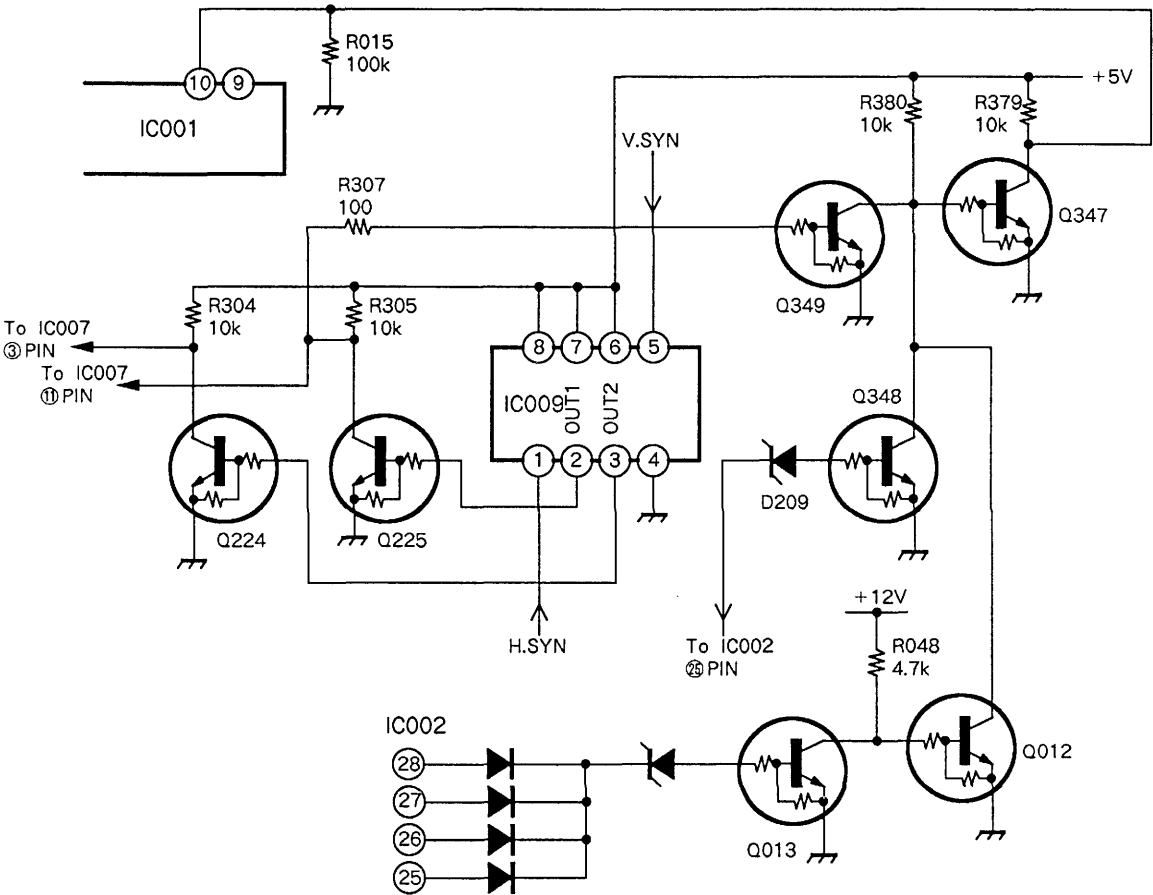 R015
100k
10
9
IC001
+5V
R380
10k
R379
10k
V.SYN
R307
100
Q347
Q349
R304
10k
R305
10k
To IC007
③PIN
To IC007
⑪PIN
8
7
6
5
IC009
OUT1
OUT2
1
2
3
4
Q348
D209
Q224
Q225
+12V
H.SYN
To IC002
㉕PIN
R048
4.7k
IC002
28
27
26
25
Q012
Q013